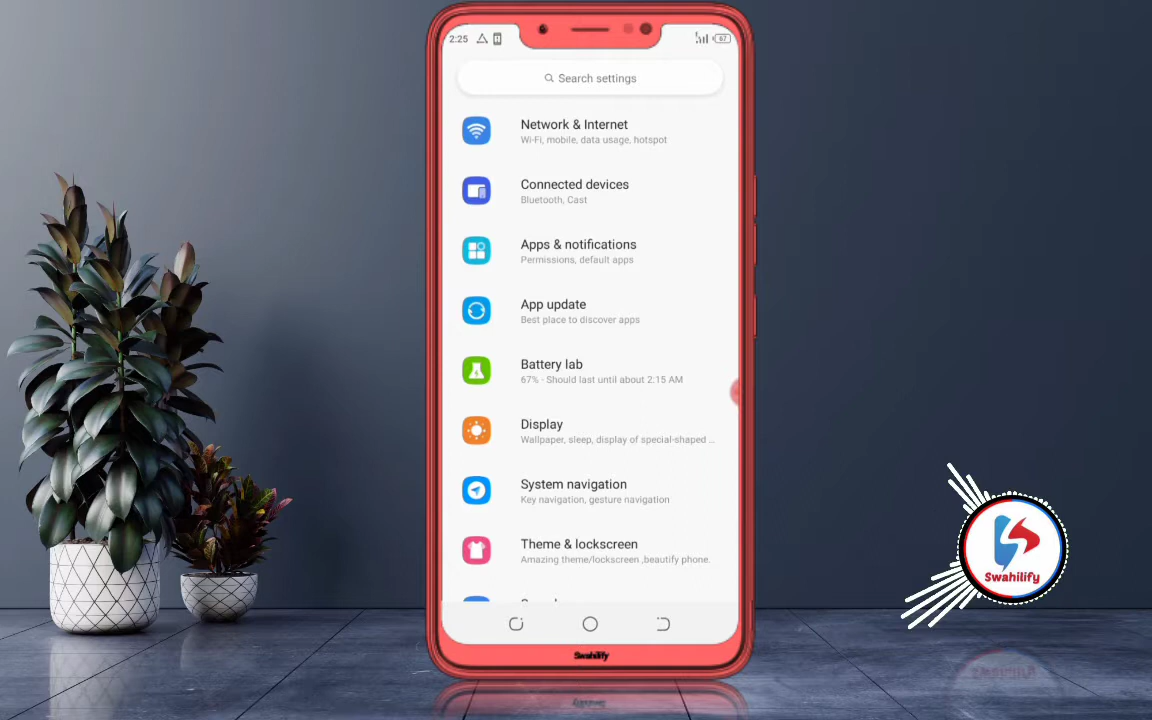 2:25
67
Search settings
Network & Internet
Wi-Fi, mobile, data usage, hotspot
Connected devices
Bluetooth, Cast
Apps & notifications
Permissions, default apps
App update
Best place to discover apps
Battery lab
67% - Should last until about 2:15 AM
Display
Wallpaper, sleep, display of special-shaped ...
System navigation
Key navigation, gesture navigation
Theme & lockscreen
Amazing theme/lockscreen ,beautify phone.
Swahilify
Swahilify